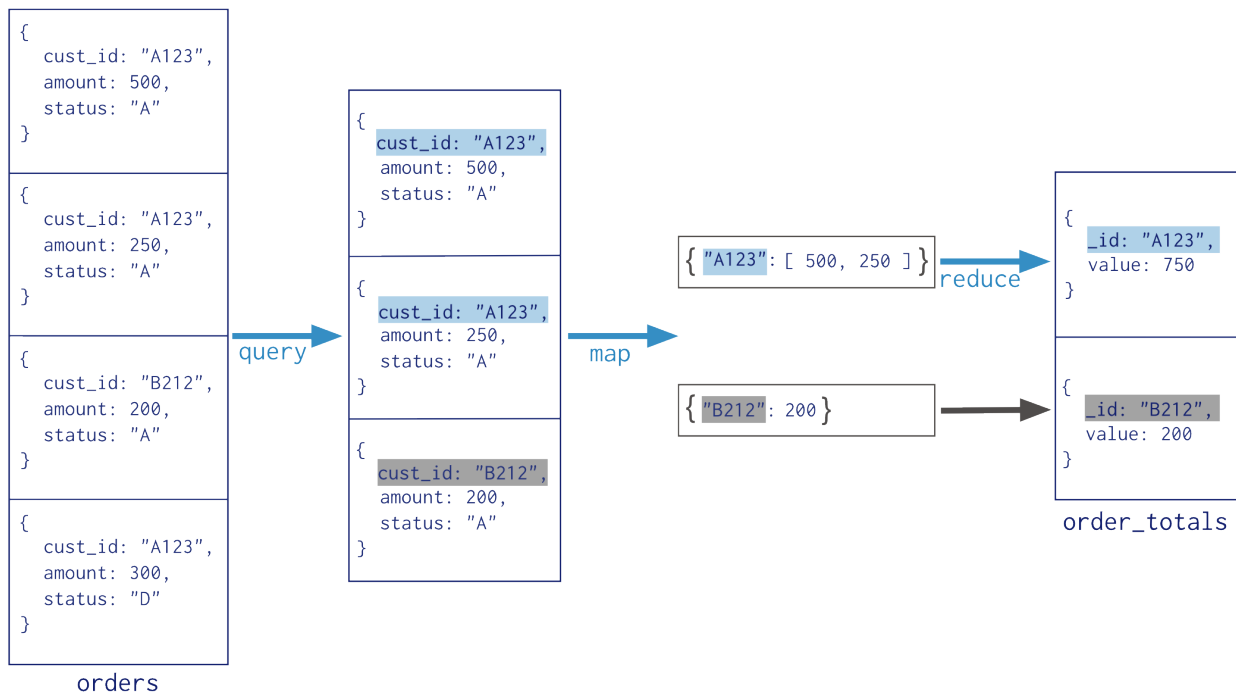 {
cust_id: "A123",
amount: 500,
status: "A"
}
{
cust_id: "A123",
amount: 250,
status: "A"
}
{
cust_id: "B212",
amount: 200,
status: "A"
}
{
cust_id: "A123",
amount: 300,
status: "D"
}
orders
query
{
cust_id: "A123",
amount: 500,
status: "A"
}
{
cust_id: "A123",
amount: 250,
status: "A"
}
{
cust_id: "B212",
amount: 200,
status: "A"
}
map
{ "A123": [ 500, 250 ] }
{ "B212": 200 }
reduce
{
_id: "A123",
value: 750
}
{
_id: "B212",
value: 200
}
order_totals